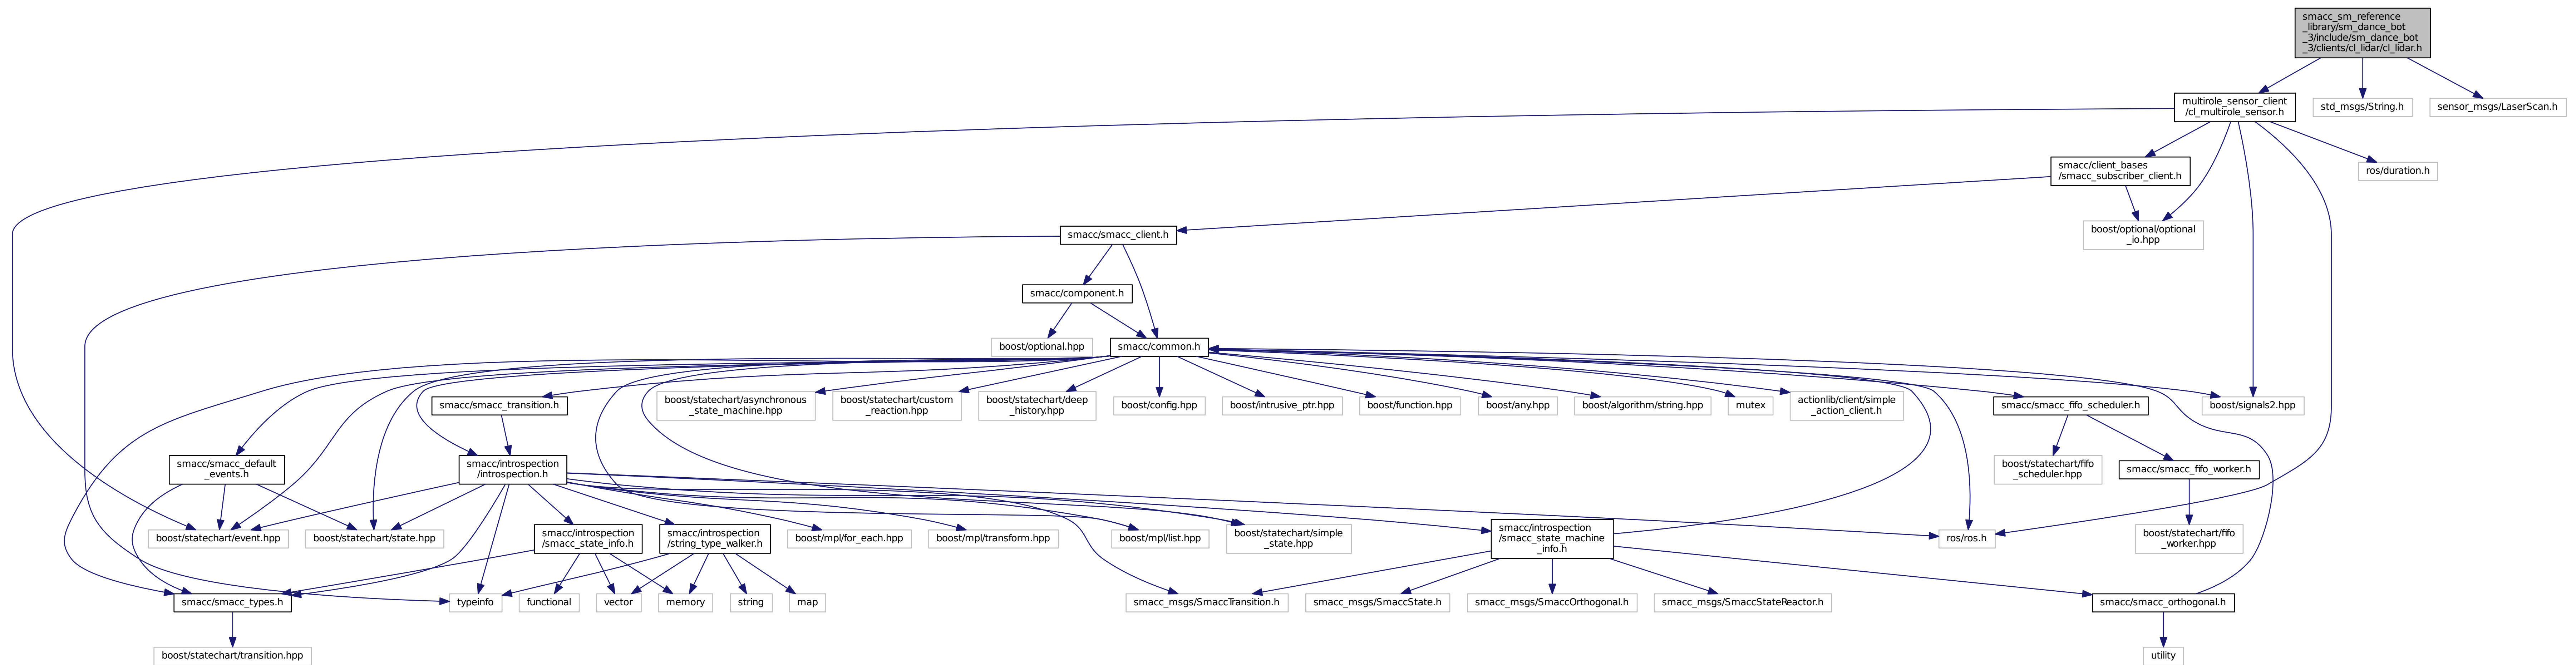 smacc_sm_reference
_library/sm_dance_bot
_3/include/sm_dance_bot
_3/clients/cl_lidar/cl_lidar.h
multirole_sensor_client
/cl_multirole_sensor.h
std_msgs/String.h
sensor_msgs/LaserScan.h
smacc/client_bases
/smacc_subscriber_client.h
ros/duration.h
boost/optional/optional
_io.hpp
smacc/smacc_client.h
smacc/component.h
boost/optional.hpp
smacc/common.h
smacc/smacc_transition.h
boost/statechart/asynchronous
_state_machine.hpp
boost/statechart/custom
_reaction.hpp
boost/statechart/deep
_history.hpp
boost/config.hpp
boost/intrusive_ptr.hpp
boost/function.hpp
boost/any.hpp
boost/algorithm/string.hpp
mutex
actionlib/client/simple
_action_client.h
smacc/smacc_fifo_scheduler.h
boost/signals2.hpp
smacc/smacc_default
_events.h
smacc/introspection
/introspection.h
boost/statechart/fifo
_scheduler.hpp
smacc/smacc_fifo_worker.h
boost/statechart/event.hpp
boost/statechart/state.hpp
smacc/introspection
/smacc_state_info.h
smacc/introspection
/string_type_walker.h
boost/mpl/for_each.hpp
boost/mpl/transform.hpp
boost/mpl/list.hpp
boost/statechart/simple
_state.hpp
smacc/introspection
/smacc_state_machine
_info.h
ros/ros.h
boost/statechart/fifo
_worker.hpp
smacc/smacc_types.h
typeinfo
functional
vector
memory
string
map
smacc_msgs/SmaccTransition.h
smacc_msgs/SmaccState.h
smacc_msgs/SmaccOrthogonal.h
smacc_msgs/SmaccStateReactor.h
smacc/smacc_orthogonal.h
boost/statechart/transition.hpp
utility